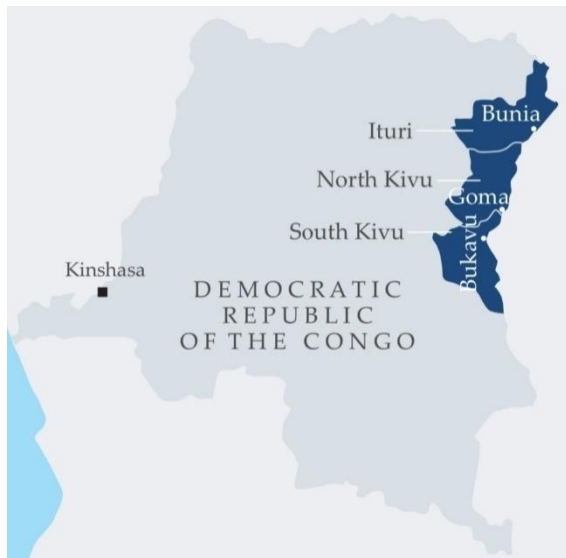 Bunia
Ituri
North Kivu
Goma
South Kivu
Bukavu
Kinshasa
DEMOCRATIC
REPUBLIC
OF THE CONGO